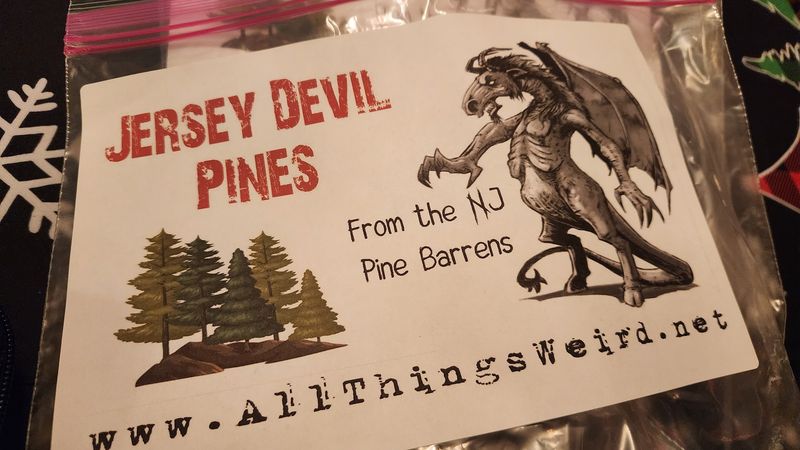 JERSEY DEVIL
PINES
From the NJ
Pine Barrens
www.AllThingsWeird.net